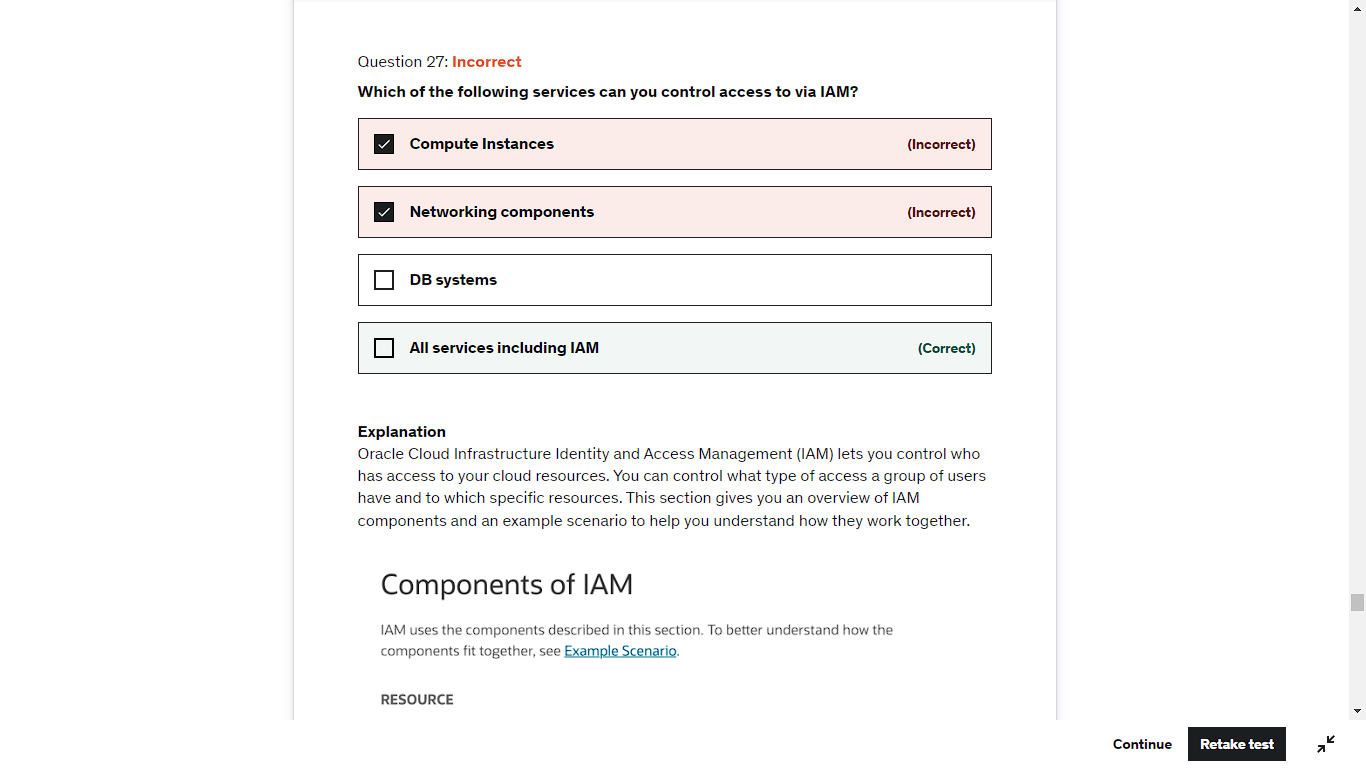 Question 27: Incorrect
Which of the following services can you control access to via IAM?
Compute Instances (Incorrect)
Networking components (Incorrect)
DB systems
All services including IAM (Correct)
Explanation
Oracle Cloud Infrastructure Identity and Access Management (IAM) lets you control who
has access to your cloud resources. You can control what type of access a group of users
have and to which specific resources. This section gives you an overview of IAM
components and an example scenario to help you understand how they work together.
Components of IAM
IAM uses the components described in this section. To better understand how the
components fit together, see Example Scenario.
RESOURCE
Continue Retake test